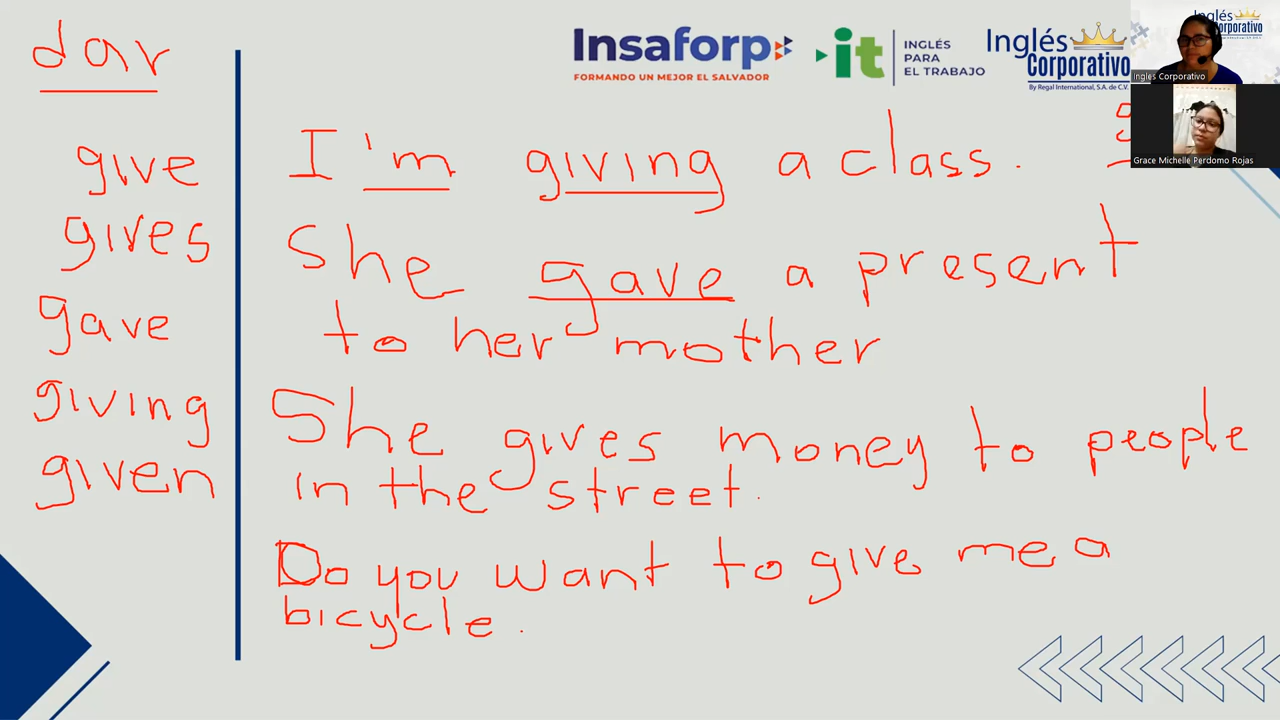 dar
give
gives
gave
giving
given
I'm giving a class.
She gave a present
to her mother
She gives money to people
in the street.
Do you want to give me a
bicycle.
Insaforp
FORMANDO UN MEJOR EL SALVADOR
it
INGLÉS
PARA
EL TRABAJO
Inglés
Corporativo
By Regal International, S.A. de C.V.
Inglés
Corporativo
Ingles Corporativo
Grace Michelle Perdomo Rojas